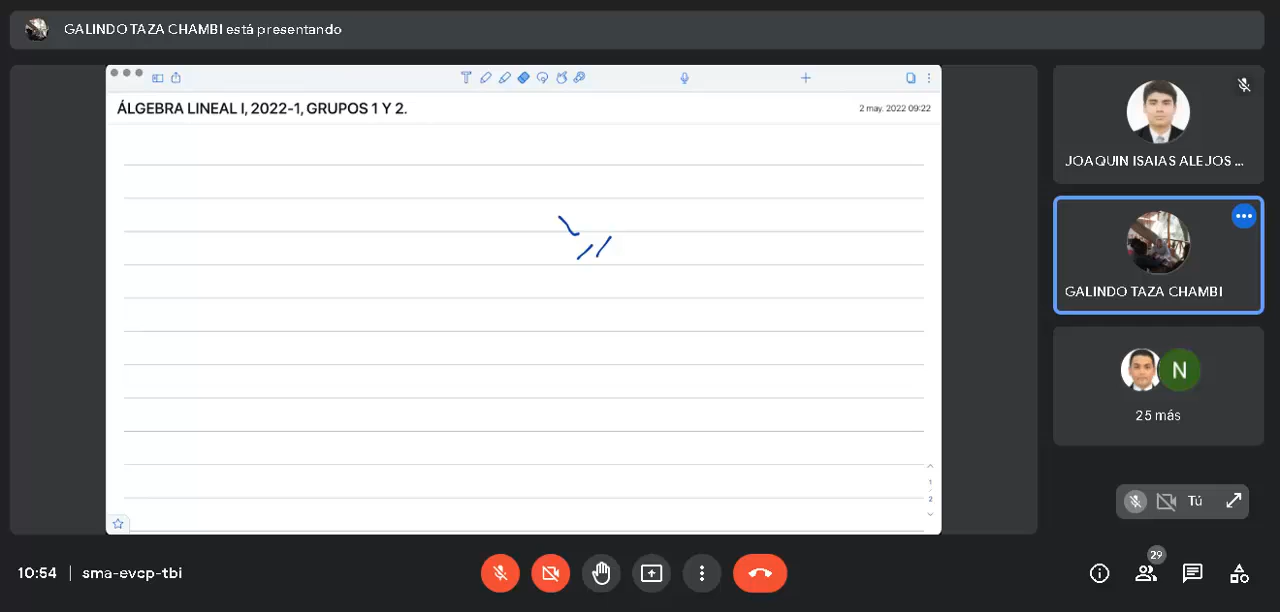 GALINDO TAZA CHAMBI está presentando
ÁLGEBRA LINEAL I, 2022-1, GRUPOS 1 Y 2.
2 may. 2022 09:22
1
2
JOAQUIN ISAIAS ALEJOS ...
GALINDO TAZA CHAMBI
N
25 más
Tú
10:54 | sma-evcp-tbi
29